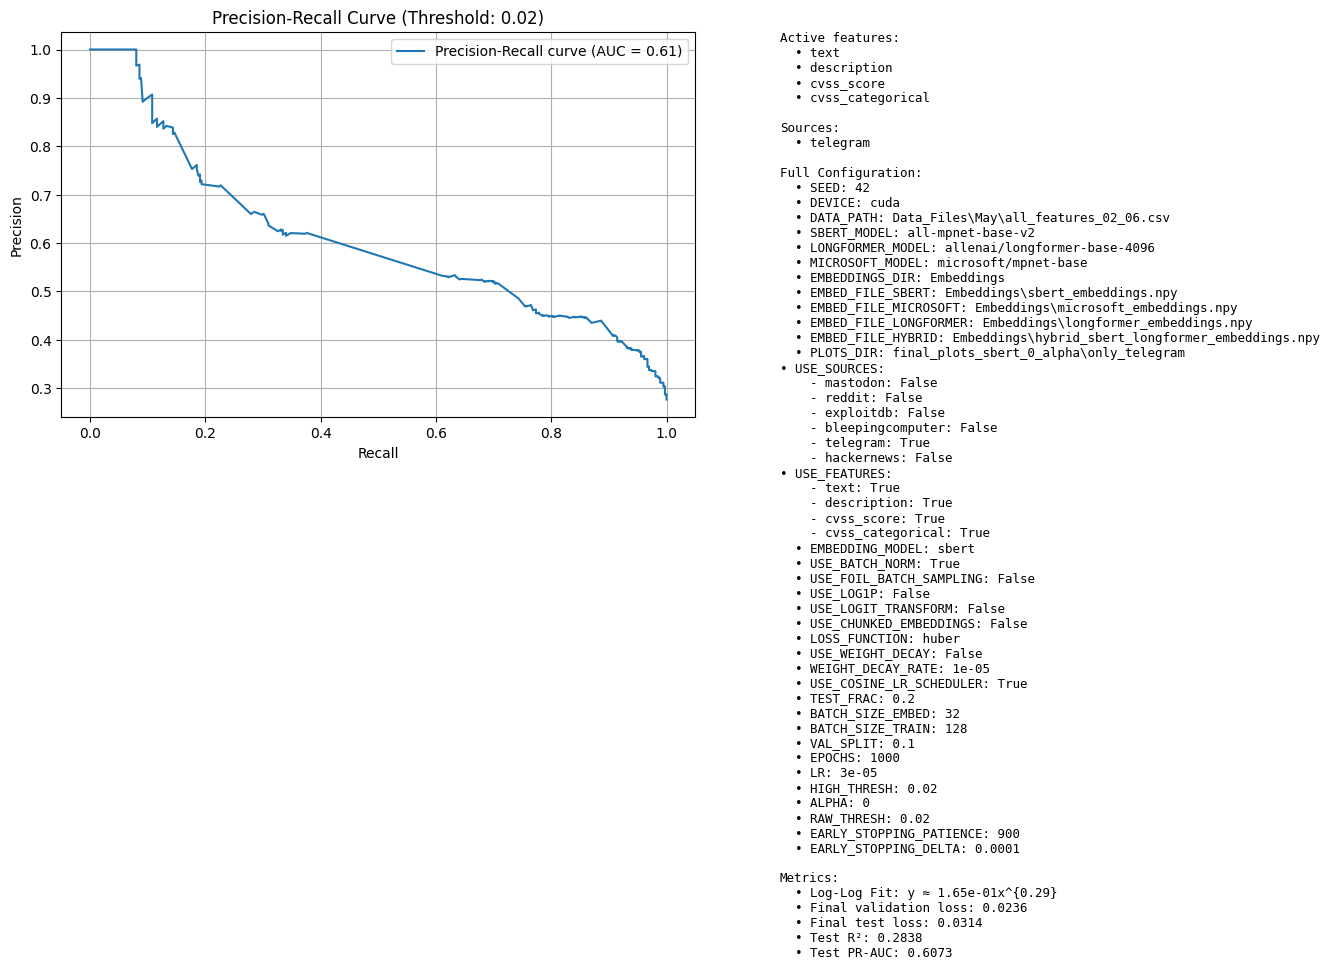 Precision-Recall Curve (Threshold: 0.02)
Precision-Recall curve (AUC = 0.61)
1.0
0.9
0.8
0.7
0.6
0.5
0.4
0.3
Precision
0.0
0.2
0.4
0.6
0.8
1.0
Recall
Active features:
• text
• description
• cvss_score
• cvss_categorical
Sources:
• telegram
Full Configuration:
• SEED: 42
• DEVICE: cuda
• DATA_PATH: Data_Files\May\all_features_02_06.csv
• SBERT_MODEL: all-mpnet-base-v2
• LONGFORMER_MODEL: allenai/longformer-base-4096
• MICROSOFT_MODEL: microsoft/mpnet-base
• EMBEDDINGS_DIR: Embeddings
• EMBED_FILE_SBERT: Embeddings\sbert_embeddings.npy
• EMBED_FILE_MICROSOFT: Embeddings\microsoft_embeddings.npy
• EMBED_FILE_LONGFORMER: Embeddings\longformer_embeddings.npy
• EMBED_FILE_HYBRID: Embeddings\hybrid_sbert_longformer_embeddings.npy
• PLOTS_DIR: final_plots_sbert_0_alpha\only_telegram
• USE_SOURCES:
- mastodon: False
- reddit: False
- exploitdb: False
- bleepingcomputer: False
- telegram: True
- hackernews: False
• USE_FEATURES:
- text: True
- description: True
- cvss_score: True
- cvss_categorical: True
• EMBEDDING_MODEL: sbert
• USE_BATCH_NORM: True
• USE_FOIL_BATCH_SAMPLING: False
• USE_LOG1P: False
• USE_LOGIT_TRANSFORM: False
• USE_CHUNKED_EMBEDDINGS: False
• LOSS_FUNCTION: huber
• USE_WEIGHT_DECAY: False
• WEIGHT_DECAY_RATE: 1e-05
• USE_COSINE_LR_SCHEDULER: True
• TEST_FRAC: 0.2
• BATCH_SIZE_EMBED: 32
• BATCH_SIZE_TRAIN: 128
• VAL_SPLIT: 0.1
• EPOCHS: 1000
• LR: 3e-05
• HIGH_THRESH: 0.02
• ALPHA: 0
• RAW_THRESH: 0.02
• EARLY_STOPPING_PATIENCE: 900
• EARLY_STOPPING_DELTA: 0.0001
Metrics:
• Log-Log Fit: y ≈ 1.65e-01x^{0.29}
• Final validation loss: 0.0236
• Final test loss: 0.0314
• Test R²: 0.2838
• Test PR-AUC: 0.6073